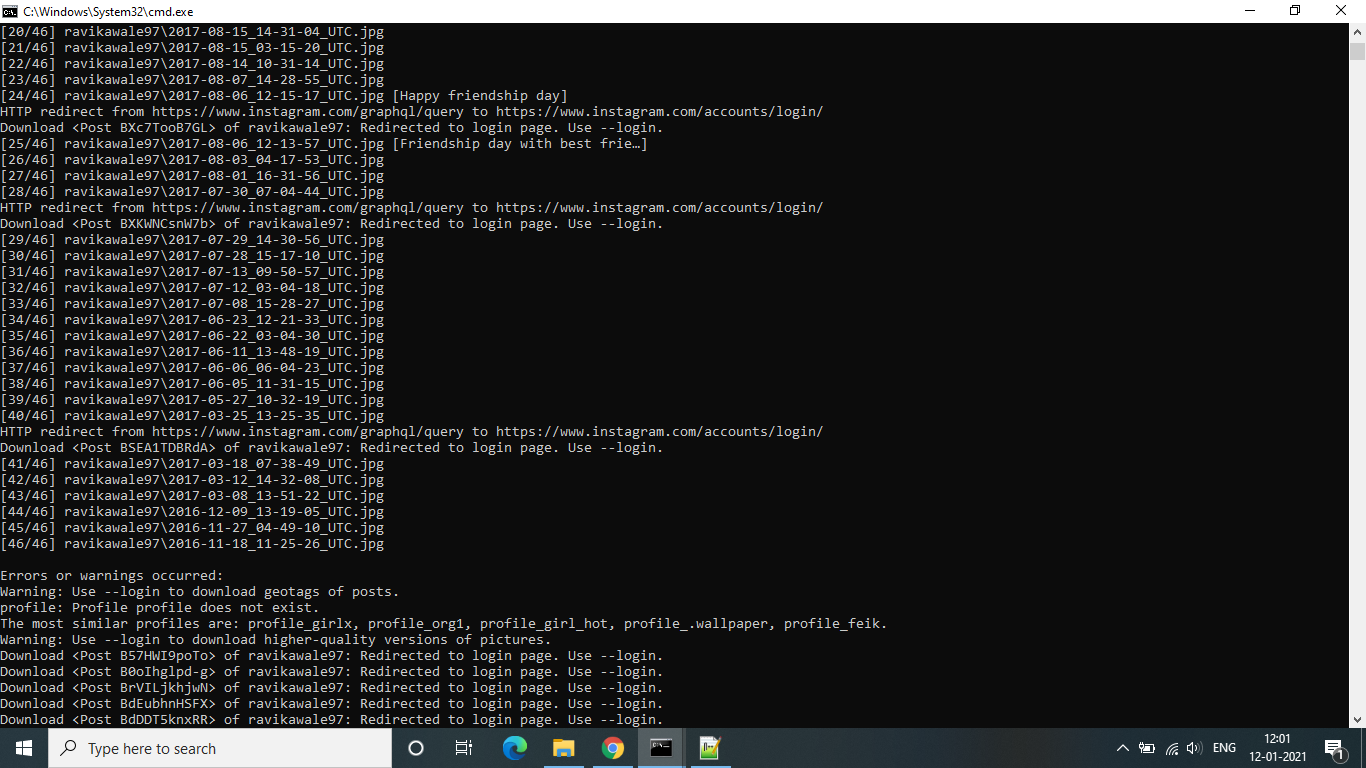 C:\Windows\System32\cmd.exe
[20/46] ravikawale97\2017-08-15_14-31-04_UTC.jpg
[21/46] ravikawale97\2017-08-15_03-15-20_UTC.jpg
[22/46] ravikawale97\2017-08-14_10-31-14_UTC.jpg
[23/46] ravikawale97\2017-08-07_14-28-55_UTC.jpg
[24/46] ravikawale97\2017-08-06_12-15-17_UTC.jpg [Happy friendship day]
HTTP redirect from https://www.instagram.com/graphql/query to https://www.instagram.com/accounts/login/
Download <Post BXc7TooB7GL> of ravikawale97: Redirected to login page. Use --login.
[25/46] ravikawale97\2017-08-06_12-13-57_UTC.jpg [Friendship day with best frie…]
[26/46] ravikawale97\2017-08-03_04-17-53_UTC.jpg
[27/46] ravikawale97\2017-08-01_16-31-56_UTC.jpg
[28/46] ravikawale97\2017-07-30_07-04-44_UTC.jpg
HTTP redirect from https://www.instagram.com/graphql/query to https://www.instagram.com/accounts/login/
Download <Post BXKWNCsnW7b> of ravikawale97: Redirected to login page. Use --login.
[29/46] ravikawale97\2017-07-29_14-30-56_UTC.jpg
[30/46] ravikawale97\2017-07-28_15-17-10_UTC.jpg
[31/46] ravikawale97\2017-07-13_09-50-57_UTC.jpg
[32/46] ravikawale97\2017-07-12_03-04-18_UTC.jpg
[33/46] ravikawale97\2017-07-08_15-28-27_UTC.jpg
[34/46] ravikawale97\2017-06-23_12-21-33_UTC.jpg
[35/46] ravikawale97\2017-06-22_03-04-30_UTC.jpg
[36/46] ravikawale97\2017-06-11_13-48-19_UTC.jpg
[37/46] ravikawale97\2017-06-06_06-04-23_UTC.jpg
[38/46] ravikawale97\2017-06-05_11-31-15_UTC.jpg
[39/46] ravikawale97\2017-05-27_10-32-19_UTC.jpg
[40/46] ravikawale97\2017-03-25_13-25-35_UTC.jpg
HTTP redirect from https://www.instagram.com/graphql/query to https://www.instagram.com/accounts/login/
Download <Post BSEA1TDBRdA> of ravikawale97: Redirected to login page. Use --login.
[41/46] ravikawale97\2017-03-18_07-38-49_UTC.jpg
[42/46] ravikawale97\2017-03-12_14-32-08_UTC.jpg
[43/46] ravikawale97\2017-03-08_13-51-22_UTC.jpg
[44/46] ravikawale97\2016-12-09_13-19-05_UTC.jpg
[45/46] ravikawale97\2016-11-27_04-49-10_UTC.jpg
[46/46] ravikawale97\2016-11-18_11-25-26_UTC.jpg
Errors or warnings occurred:
Warning: Use --login to download geotags of posts.
profile: Profile profile does not exist.
The most similar profiles are: profile_girlx, profile_org1, profile_girl_hot, profile_.wallpaper, profile_feik.
Warning: Use --login to download higher-quality versions of pictures.
Download <Post B57HWI9poTo> of ravikawale97: Redirected to login page. Use --login.
Download <Post B0oIhglpd-g> of ravikawale97: Redirected to login page. Use --login.
Download <Post BrVILjkhjwN> of ravikawale97: Redirected to login page. Use --login.
Download <Post BdEubhnHSFX> of ravikawale97: Redirected to login page. Use --login.
Download <Post BdDDT5knxRR> of ravikawale97: Redirected to login page. Use --login.
Type here to search
ENG
12:01
12-01-2021
1